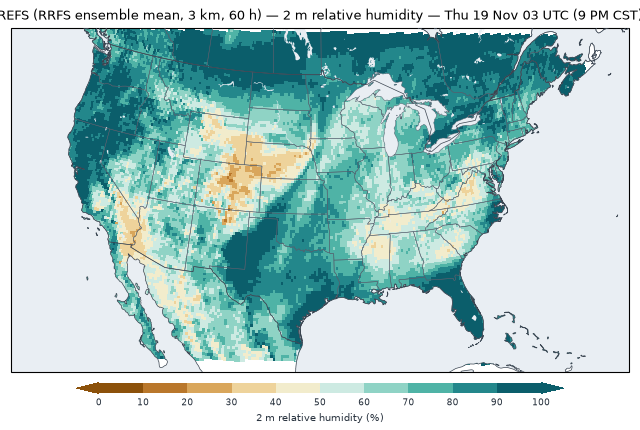 REFS (RRFS ensemble mean, 3 km, 60 h) — 2 m relative humidity — Thu 19 Nov 03 UTC (9 PM CST)
0 10 20 30 40 50 60 70 80 90 100
2 m relative humidity (%)